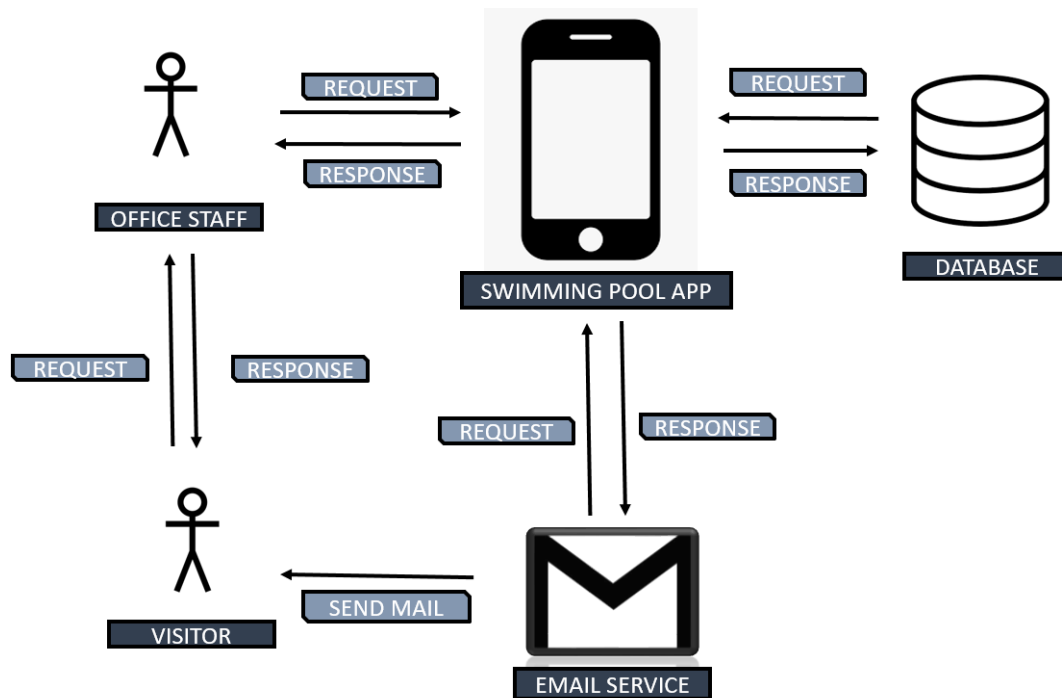 REQUEST
REQUEST
RESPONSE
RESPONSE
OFFICE STAFF
DATABASE
SWIMMING POOL APP
REQUEST
RESPONSE
REQUEST
RESPONSE
SEND MAIL
VISITOR
EMAIL SERVICE